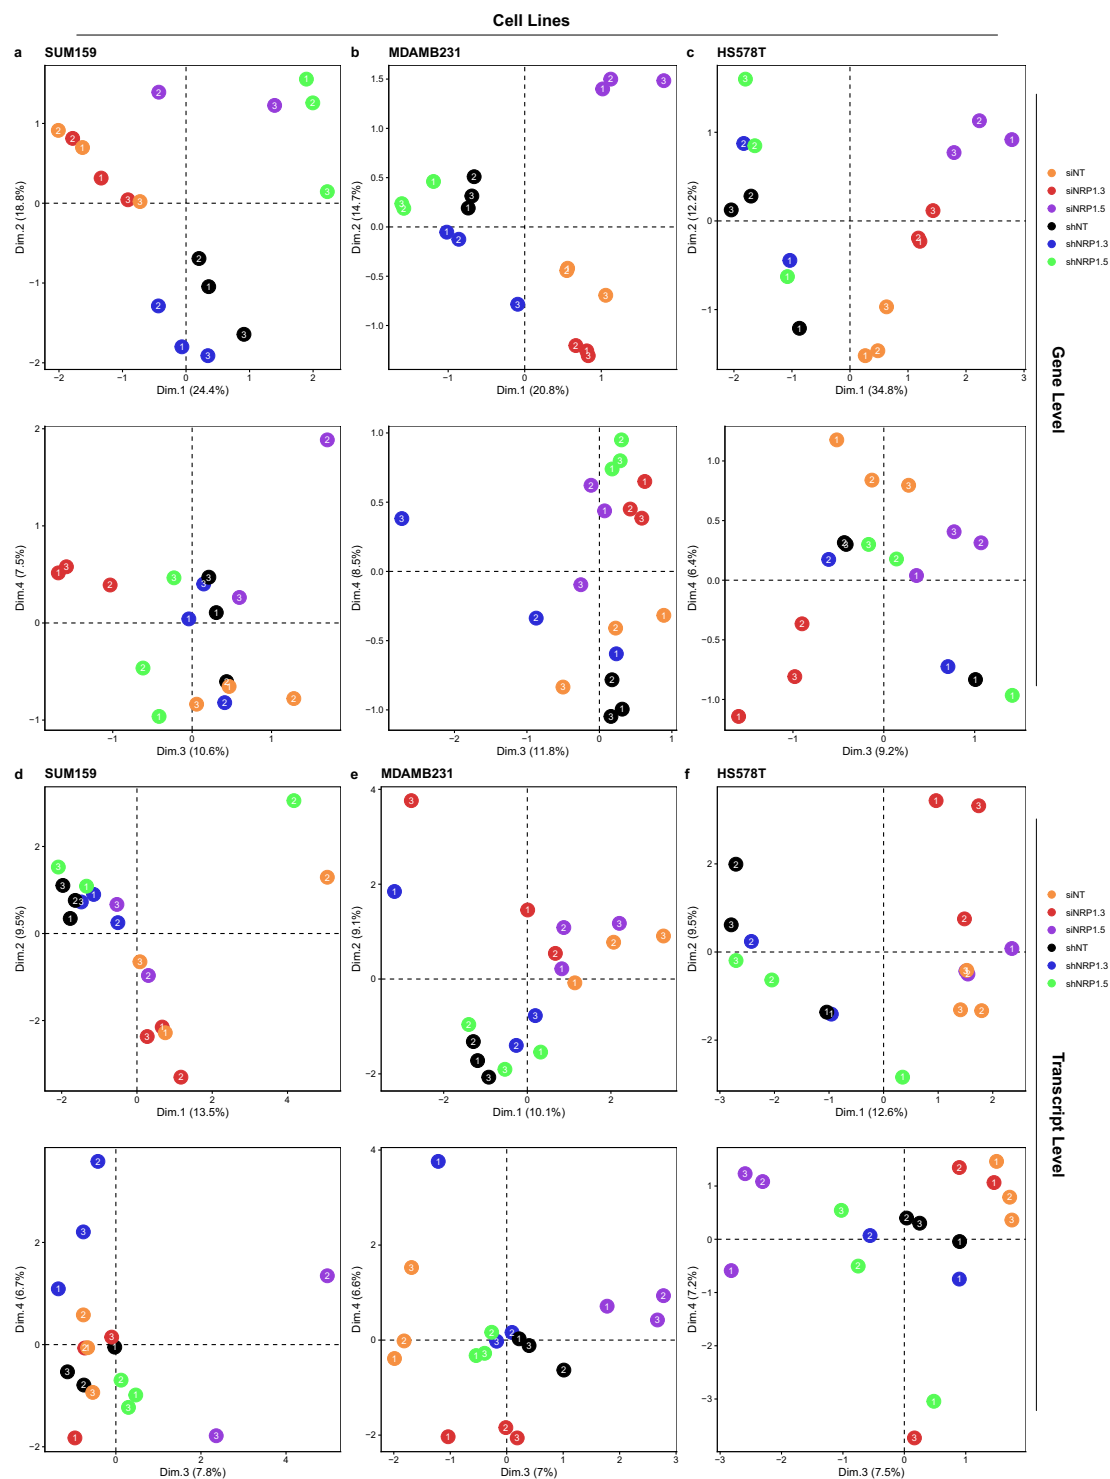 Cell Lines
a SUM159
b MDAMB231
c HS578T
Dim.2 (18.8%)
Dim.1 (24.4%)
Dim.2 (14.7%)
Dim.1 (20.8%)
Dim.2 (12.2%)
Dim.1 (34.8%)
siNT
siNRP1.3
siNRP1.5
shNT
shNRP1.3
shNRP1.5
Gene Level
Dim.4 (7.5%)
Dim.3 (10.6%)
Dim.4 (8.5%)
Dim.3 (11.8%)
Dim.4 (6.4%)
Dim.3 (9.2%)
d SUM159
e MDAMB231
f HS578T
Dim.2 (9.5%)
Dim.1 (13.5%)
Dim.2 (9.1%)
Dim.1 (10.1%)
Dim.2 (9.5%)
Dim.1 (12.6%)
siNT
siNRP1.3
siNRP1.5
shNT
shNRP1.3
shNRP1.5
Transcript Level
Dim.4 (6.7%)
Dim.3 (7.8%)
Dim.4 (6.6%)
Dim.3 (7%)
Dim.4 (7.2%)
Dim.3 (7.5%)